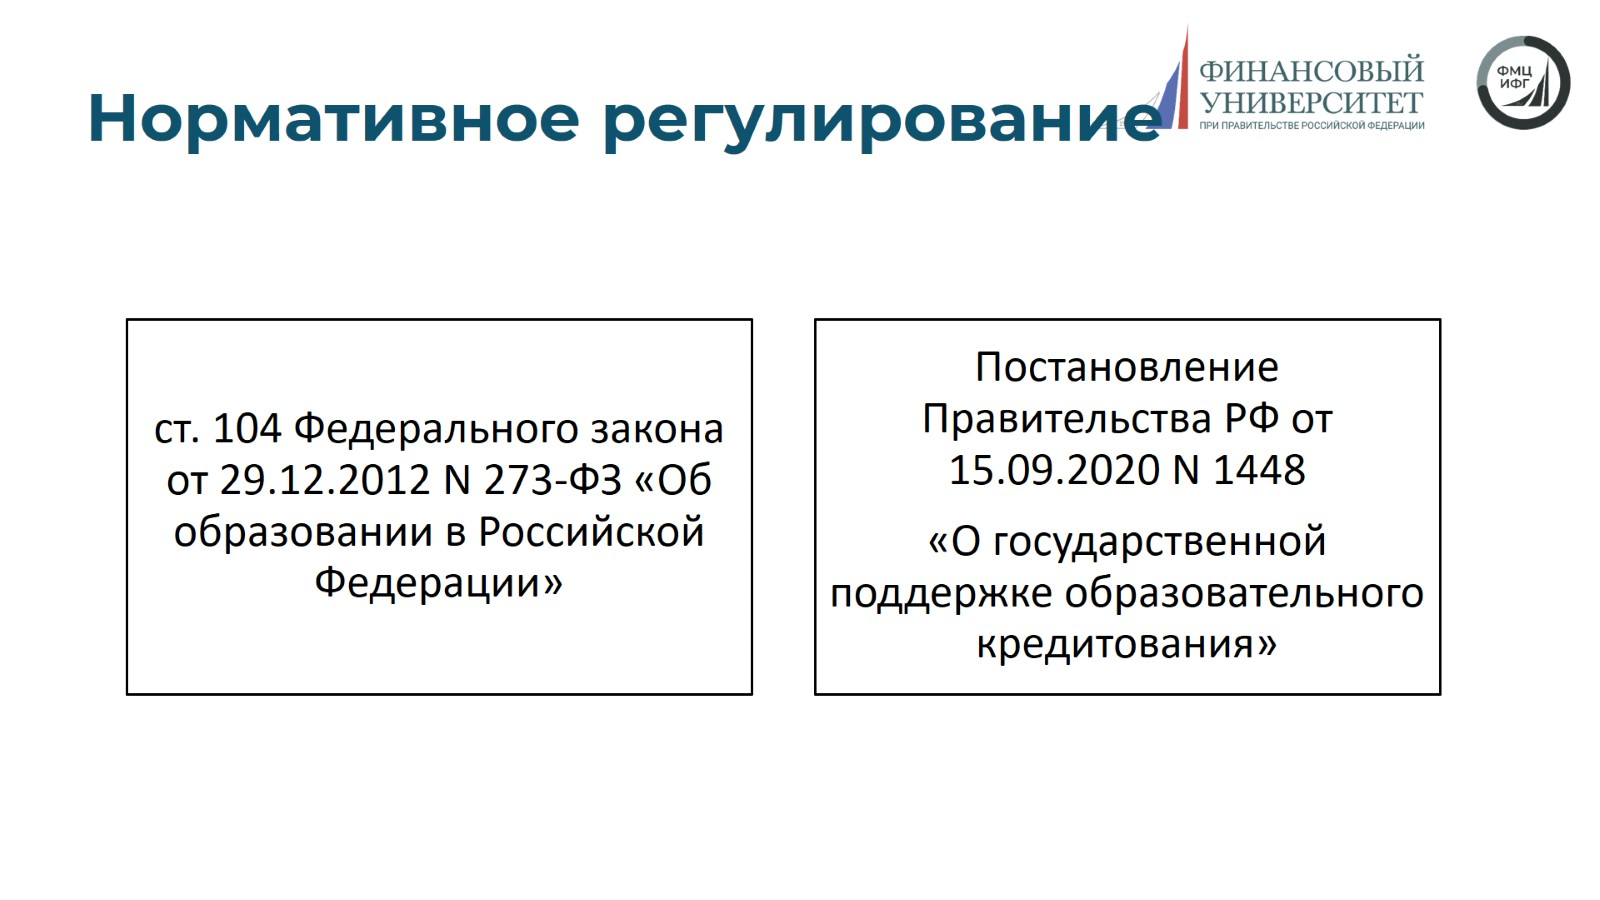 Нормативное регулирование
ФИНАНСОВЫЙ
УНИВЕРСИТЕТ
ПРИ ПРАВИТЕЛЬСТВЕ РОССИЙСКОЙ ФЕДЕРАЦИИ
ФМЦ
ИФГ
ст. 104 Федерального закона
от 29.12.2012 N 273-ФЗ «Об
образовании в Российской
Федерации»
Постановление
Правительства РФ от
15.09.2020 N 1448
«О государственной
поддержке образовательного
кредитования»